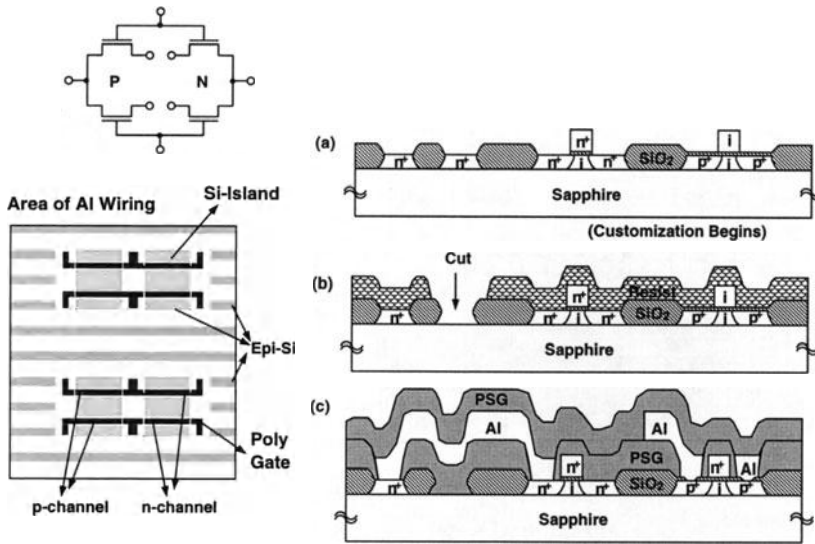 P N
Area of Al Wiring
Si-Island
Epi-Si
Poly
Gate
p-channel n-channel
(a)
n⁺ i
n⁺ n⁺ n⁺ i n⁺ SiO₂ p⁺ i p⁺
Sapphire
(Customization Begins)
Cut
(b)
n⁺ Resist i
n⁺ n⁺ i n⁺ SiO₂ p⁺ i p⁺
Sapphire
(c)
PSG
Al Al
PSG
n⁺ n⁺ Al
n⁺ n⁺ i n⁺ SiO₂ p⁺ i p⁺
Sapphire